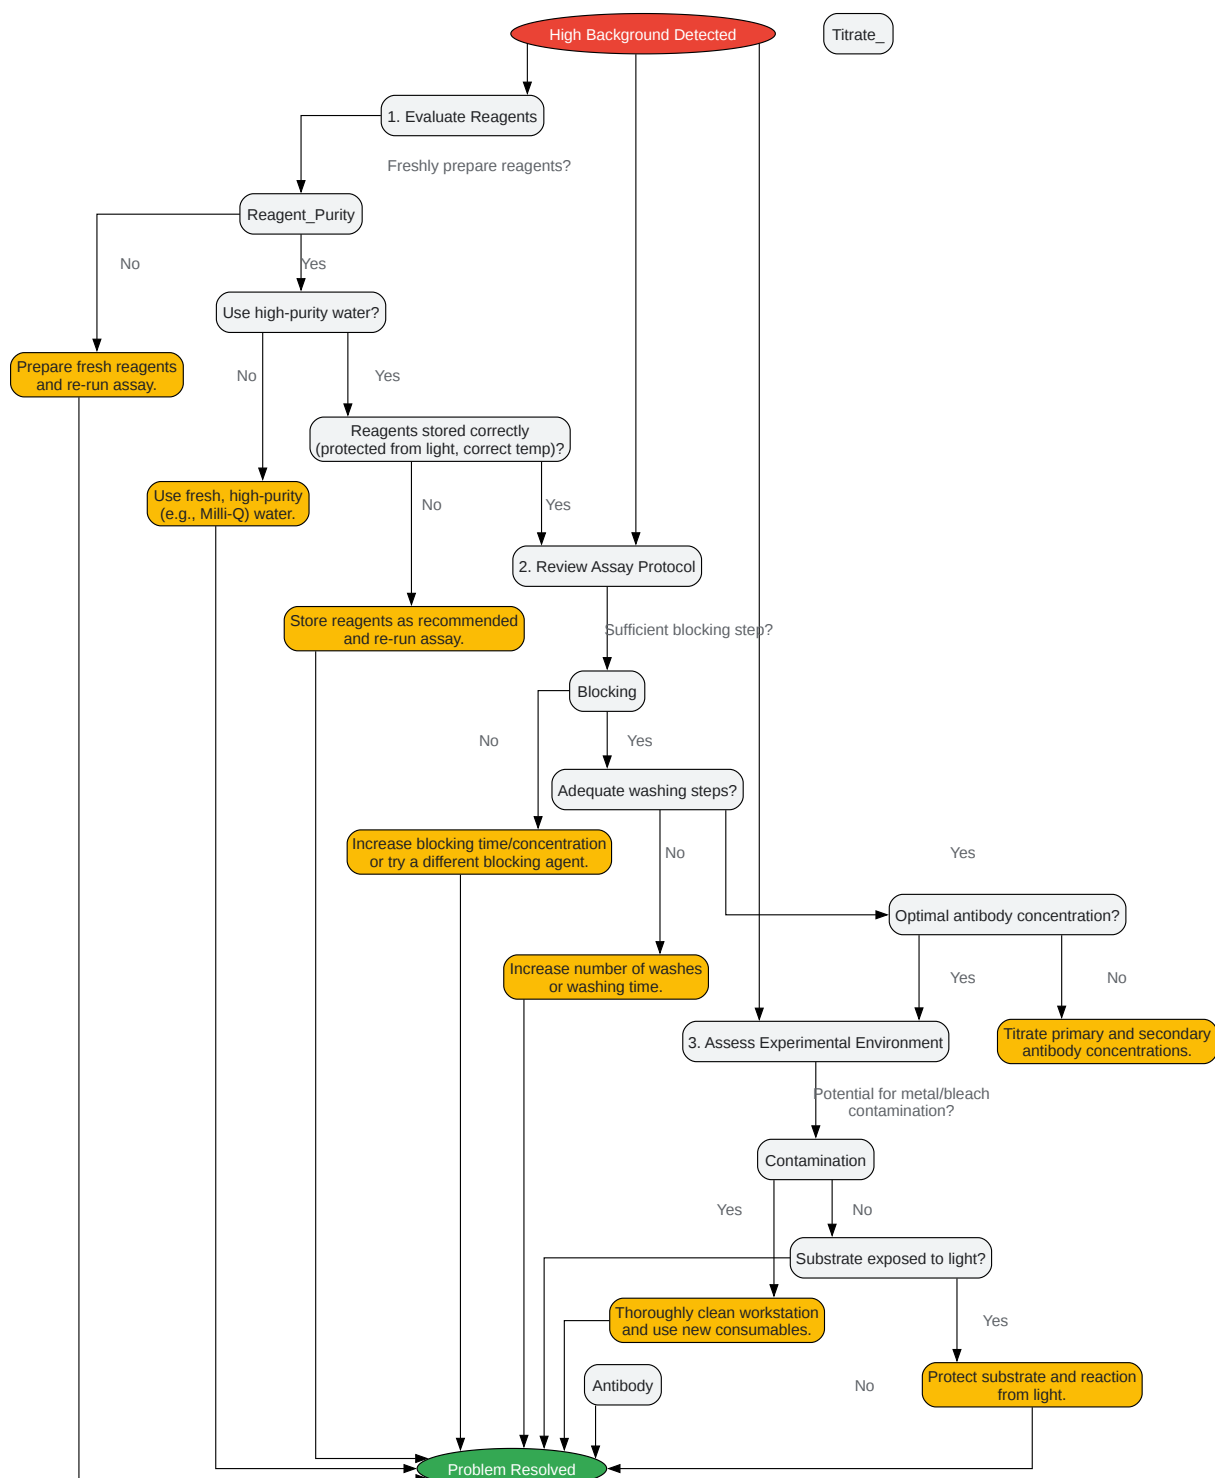 High Background Detected
Titrate_
1. Evaluate Reagents
Freshly prepare reagents?
Reagent_Purity
No
Yes
Use high-purity water?
Prepare fresh reagents
and re-run assay.
No
Yes
Reagents stored correctly
(protected from light, correct temp)?
Use fresh, high-purity
(e.g., Milli-Q) water.
No
Yes
2. Review Assay Protocol
Store reagents as recommended
and re-run assay.
Sufficient blocking step?
Blocking
No
Yes
Adequate washing steps?
Increase blocking time/concentration
or try a different blocking agent.
No
Yes
Optimal antibody concentration?
Increase number of washes
or washing time.
Yes
No
3. Assess Experimental Environment
Titrate primary and secondary
antibody concentrations.
Potential for metal/bleach
contamination?
Contamination
Yes
No
Substrate exposed to light?
Thoroughly clean workstation
and use new consumables.
Yes
Antibody
No
Protect substrate and reaction
from light.
Problem Resolved